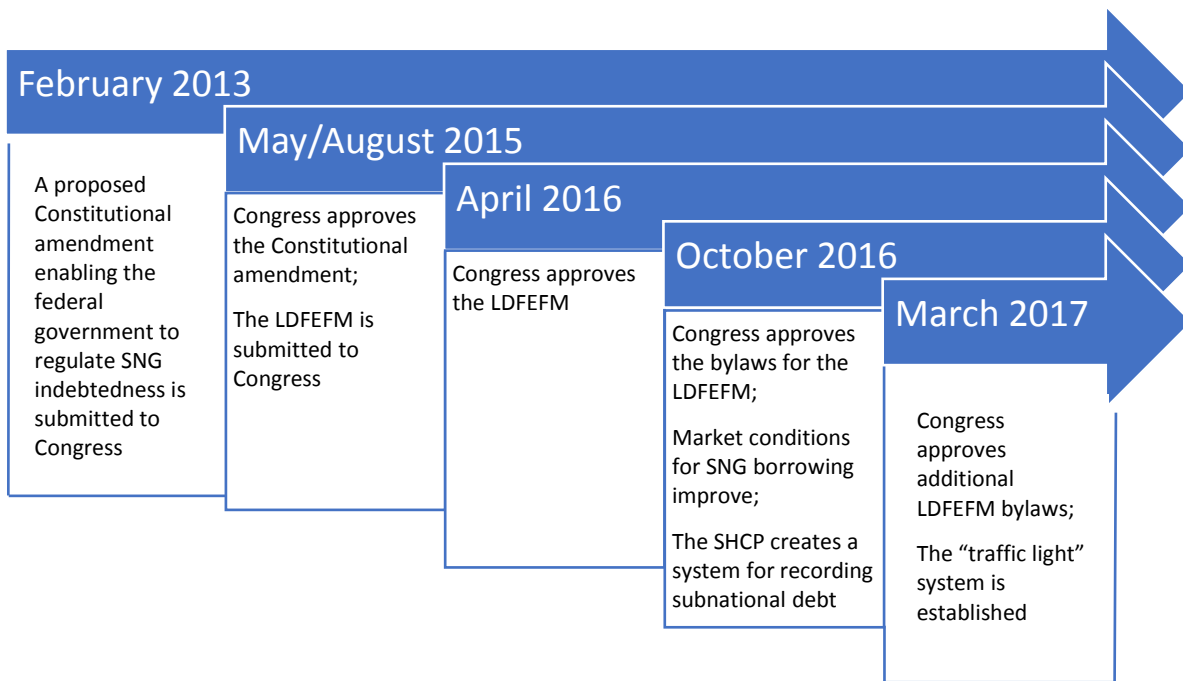 February 2013
A proposed
Constitutional
amendment
enabling the
federal
government to
regulate SNG
indebtedness is
submitted to
Congress
May/August 2015
Congress approves
the Constitutional
amendment;
The LDFEFM is
submitted to
Congress
April 2016
Congress approves
the LDFEFM
October 2016
Congress approves
the bylaws for the
LDFEFM;
Market conditions
for SNG borrowing
improve;
The SHCP creates a
system for recording
subnational debt
March 2017
Congress
approves
additional
LDFEFM bylaws;
The “traffic light”
system is
established